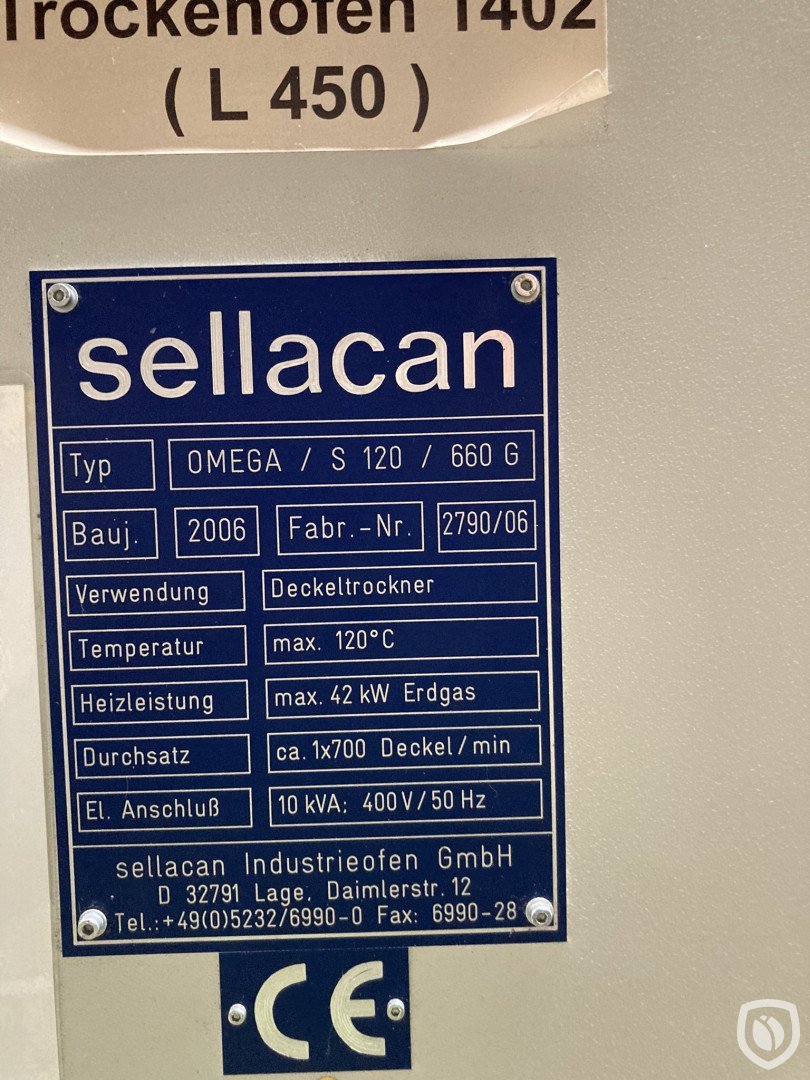 Trockenofen 1402
( L 450 )
sellacan
Typ OMEGA / S 120 / 660 G
Bauj. 2006 Fabr.-Nr. 2790/06
Verwendung Deckeltrockner
Temperatur max. 120°C
Heizleistung max. 42 kW Erdgas
Durchsatz ca. 1x700 Deckel/min
El. Anschluß 10 kVA; 400V/50 Hz
sellacan Industrieofen GmbH
D 32791 Lage, Daimlerstr. 12
Tel.:+49(0)5232/6990-0 Fax: 6990-28
CE